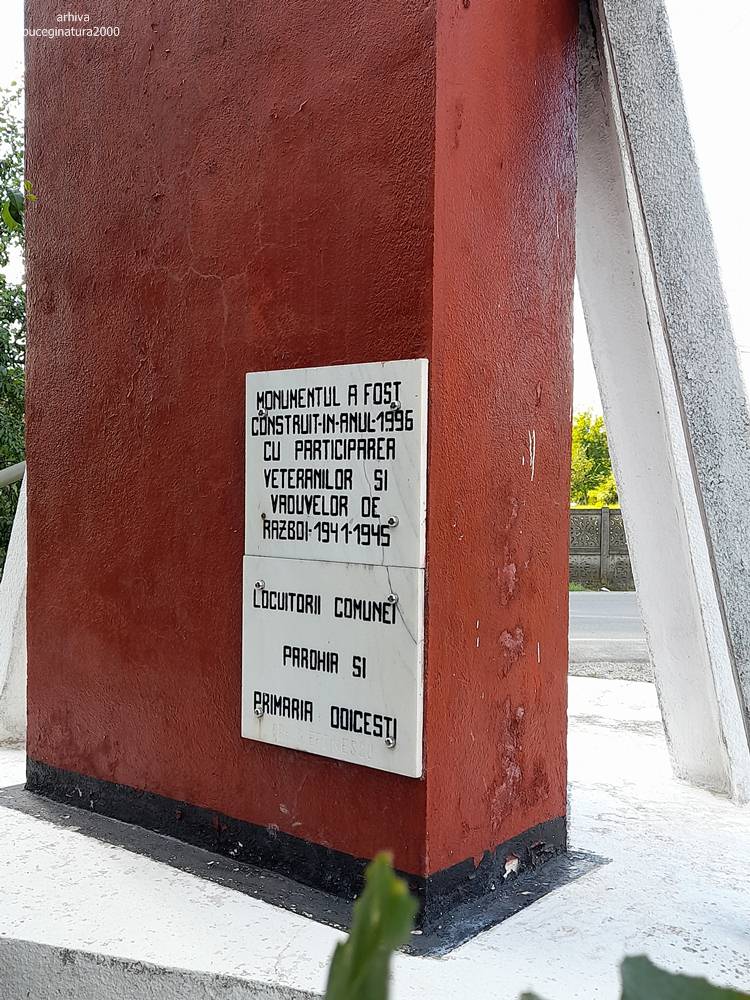 arhiva
buceginatura2000
MONUMENTUL A FOST
CONSTRUIT-IN-ANUL-1996
CU PARTICIPAREA
VETERANILOR SI
VADUVELOR DE
RAZBOI-1941-1945
LOCUITORII COMUNEI
PAROHIA SI
PRIMARIA DOICESTI